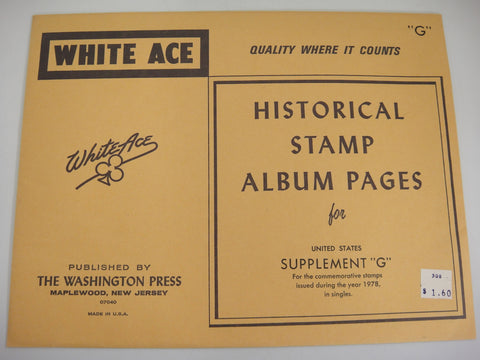 "G"
WHITE ACE
QUALITY WHERE IT COUNTS
White Ace
PUBLISHED BY
THE WASHINGTON PRESS
MAPLEWOOD, NEW JERSEY
07040
MADE IN U.S.A.
HISTORICAL
STAMP
ALBUM PAGES
for
UNITED STATES
SUPPLEMENT "G"
For the commemorative stamps
issued during the year 1978,
in singles.
$ 1.60